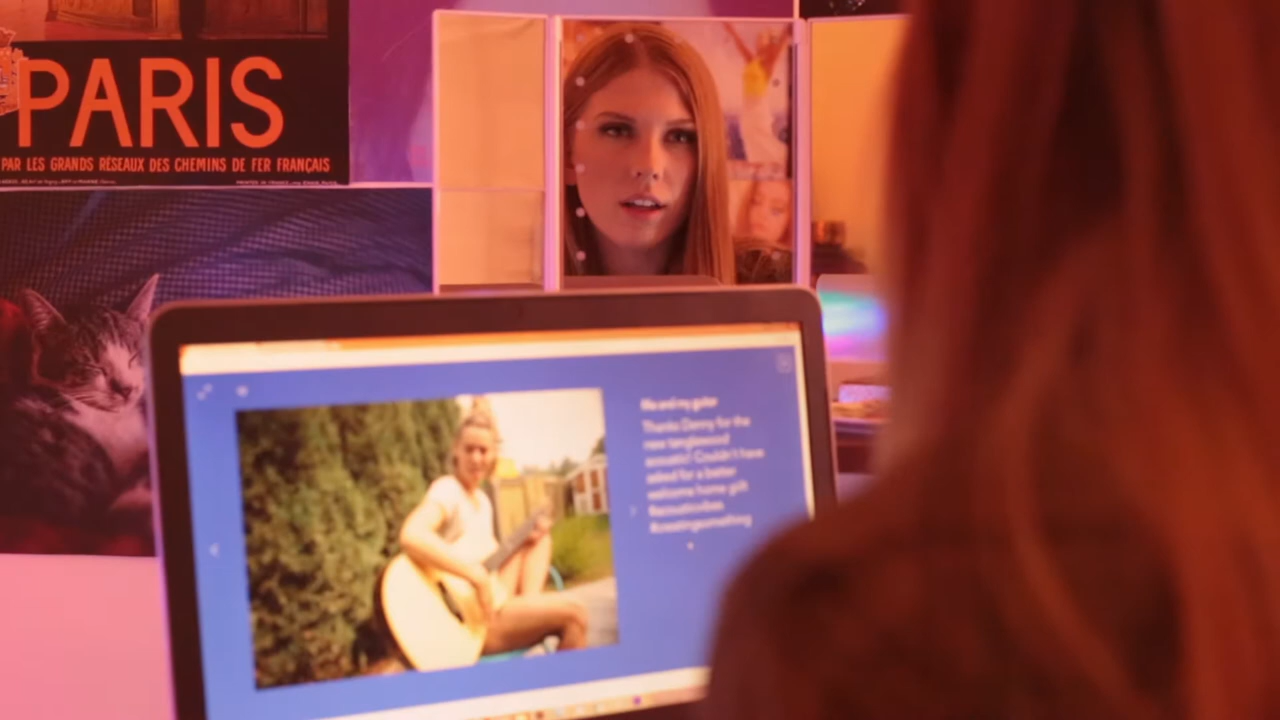 PARIS
PAR LES GRANDS RÉSEAUX DES CHEMINS DE FER FRANÇAIS
Me and my guitar
Thanks Danny for the
new tanglewood
acoustic! Couldn't have
asked for a better
welcome home gift
#acousticvibes
#creatingsomething